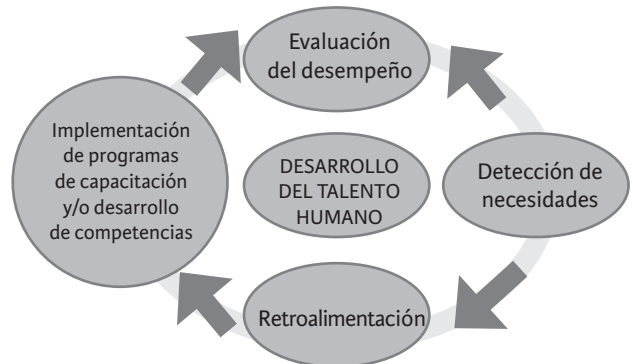 Evaluación
del desempeño
Implementación
de programas
de capacitación
y/o desarrollo
de competencias
DESARROLLO
DEL TALENTO
HUMANO
Detección de
necesidades
Retroalimentación